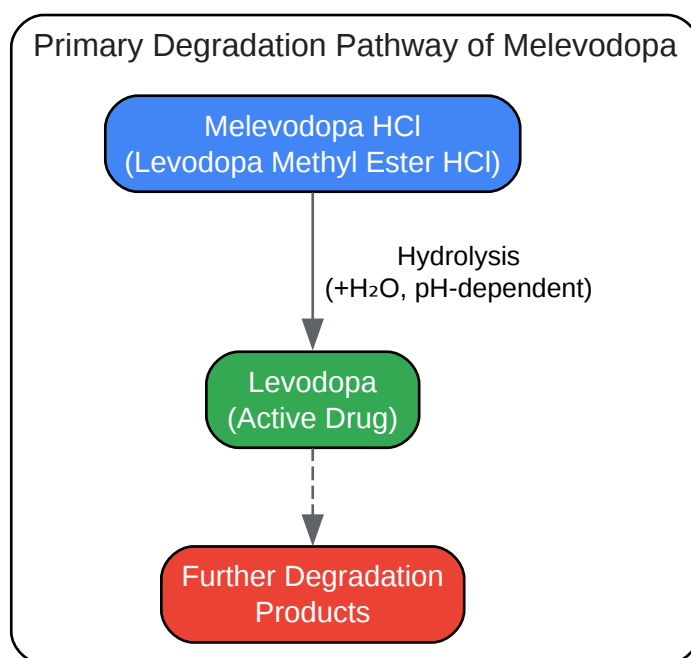 Primary Degradation Pathway of Melevodopa
Melevodopa HCl
(Levodopa Methyl Ester HCl)
Hydrolysis
(+H₂O, pH-dependent)
Levodopa
(Active Drug)
Further Degradation
Products